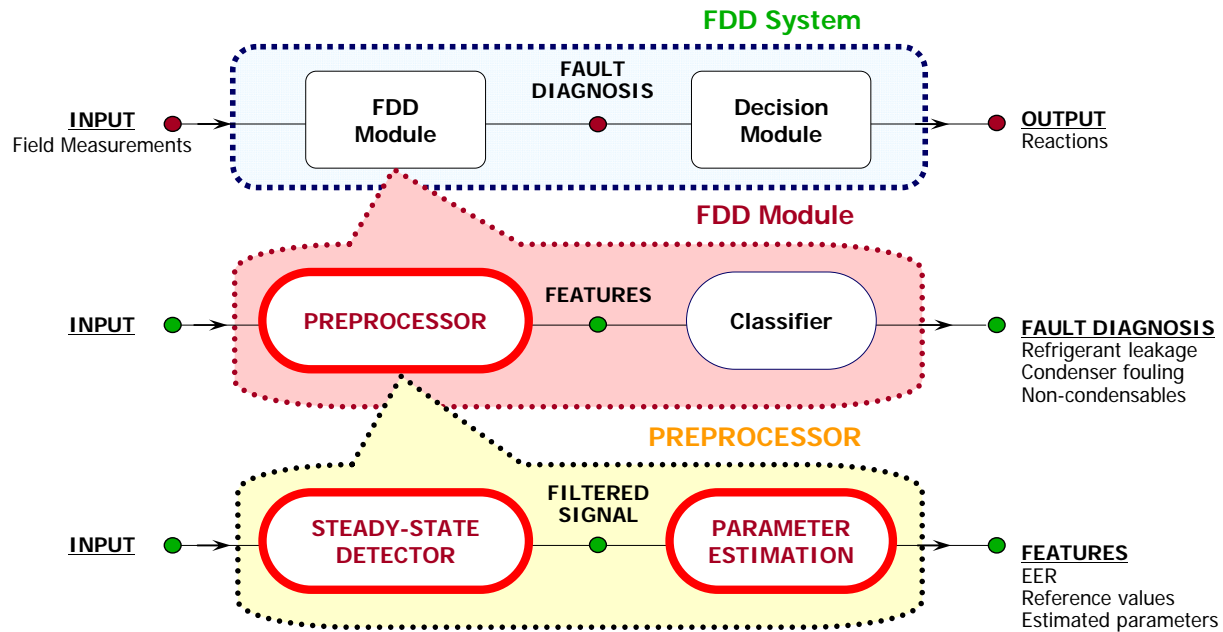 FDD System
INPUT
Field Measurements
FDD
Module
FAULT
DIAGNOSIS
Decision
Module
OUTPUT
Reactions
FDD Module
INPUT
PREPROCESSOR
FEATURES
Classifier
FAULT DIAGNOSIS
Refrigerant leakage
Condenser fouling
Non-condensables
PREPROCESSOR
INPUT
STEADY-STATE
DETECTOR
FILTERED
SIGNAL
PARAMETER
ESTIMATION
FEATURES
EER
Reference values
Estimated parameters